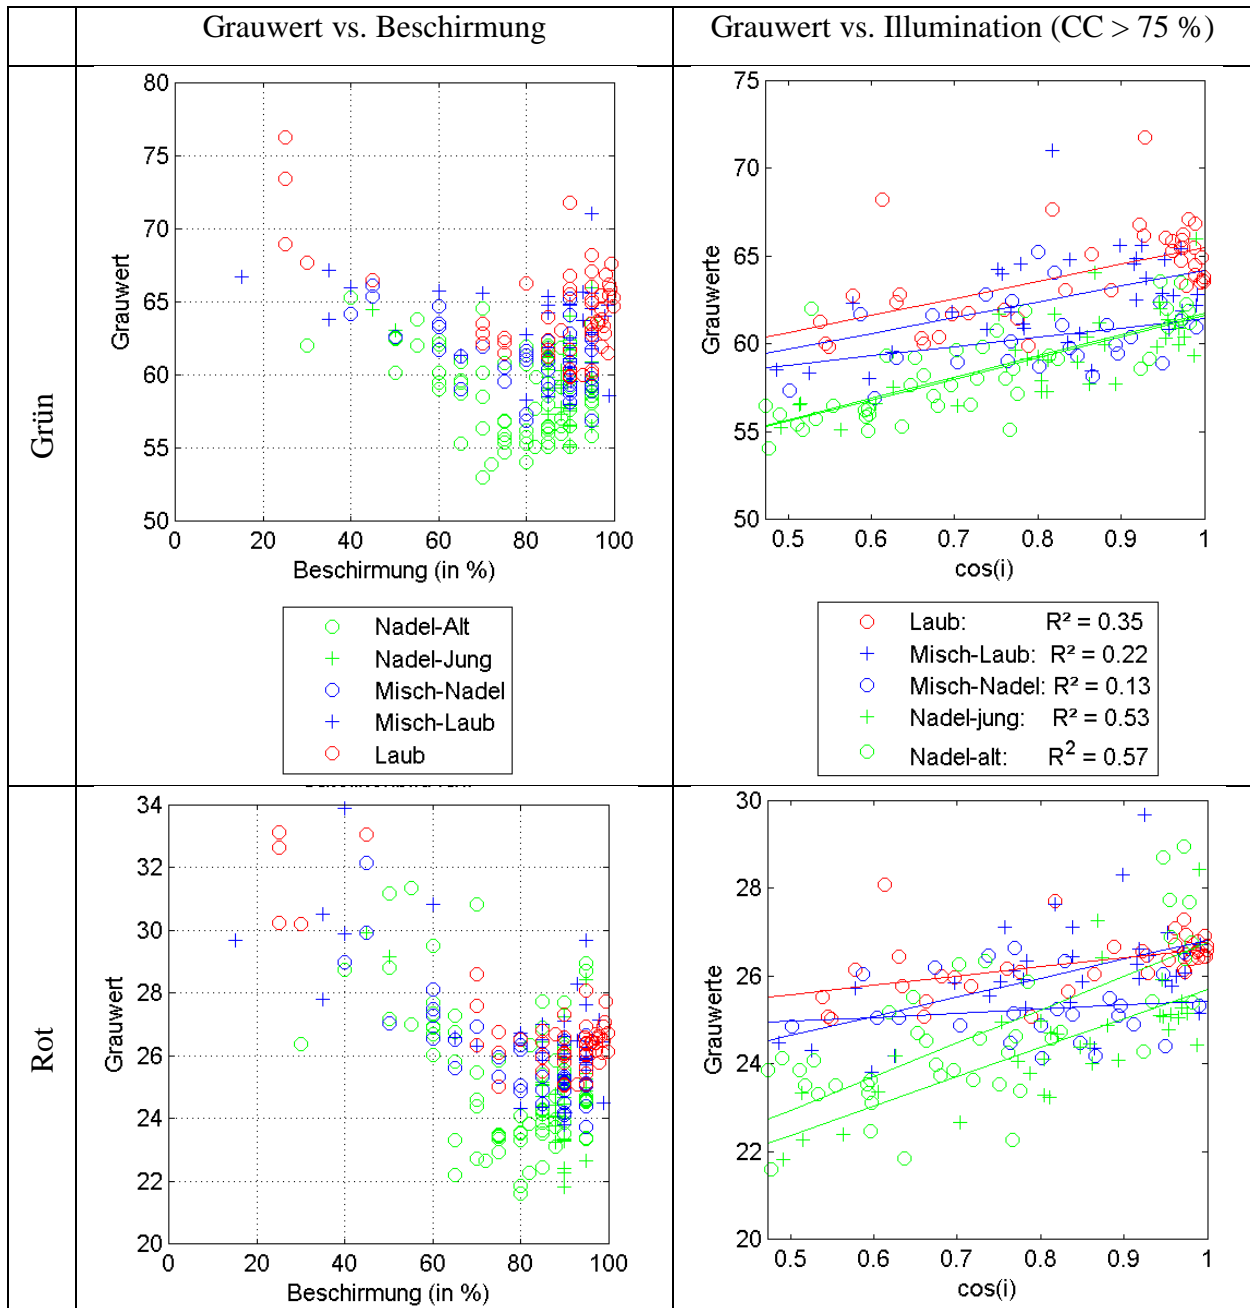 Grauwert vs. Beschirmung
Grauwert vs. Illumination (CC > 75 %)
Grün
80
75
70
65
60
55
50
Grauwert
0 20 40 60 80 100
Beschirmung (in %)
Nadel-Alt
Nadel-Jung
Misch-Nadel
Misch-Laub
Laub
75
70
65
60
55
50
Grauwerte
0.5 0.6 0.7 0.8 0.9 1
cos(i)
Laub: R² = 0.35
Misch-Laub: R² = 0.22
Misch-Nadel: R² = 0.13
Nadel-jung: R² = 0.53
Nadel-alt: R² = 0.57
Rot
34
32
30
28
26
24
22
20
Grauwert
0 20 40 60 80 100
Beschirmung (in %)
30
28
26
24
22
20
Grauwerte
0.5 0.6 0.7 0.8 0.9 1
cos(i)